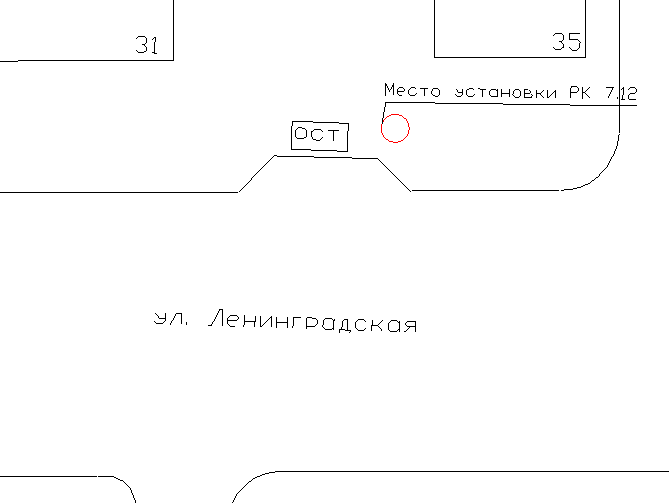 31
35
Место установки РК 7.12
ОСТ
ул. Ленинградская